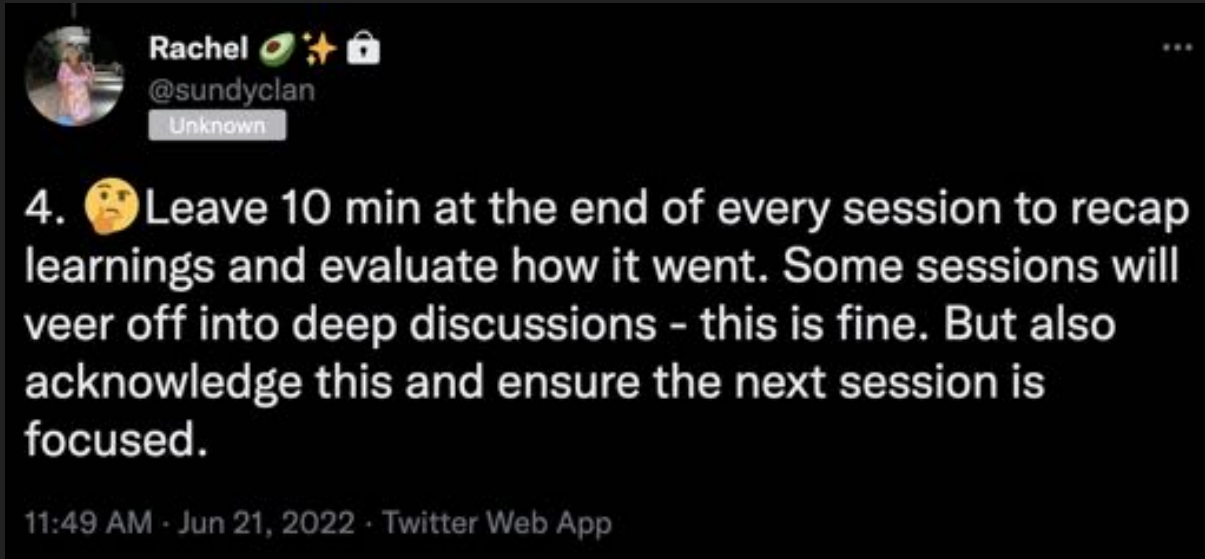 Rachel 🥑✨🔒
@sundyclan
Unknown
4. 🤔Leave 10 min at the end of every session to recap
learnings and evaluate how it went. Some sessions will
veer off into deep discussions - this is fine. But also
acknowledge this and ensure the next session is
focused.
11:49 AM · Jun 21, 2022 · Twitter Web App